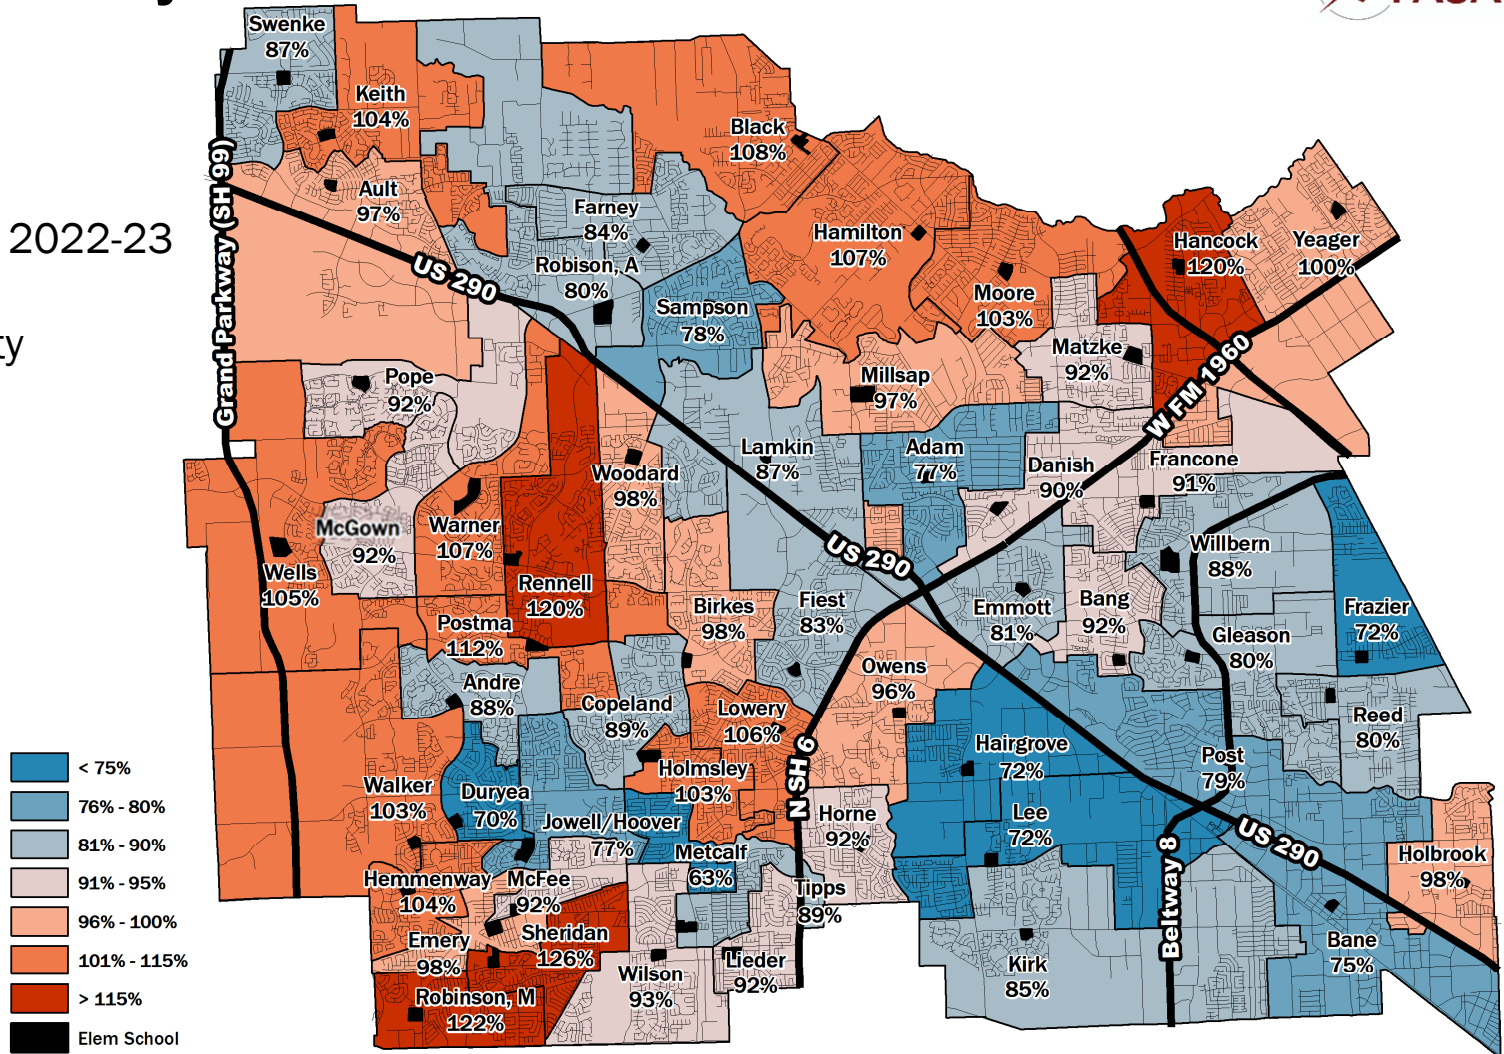 2022-23
ty
Swenke
87%
Keith
104%
Black
108%
Ault
97%
Farney
84%
Robison, A
80%
Hamilton
107%
Hancock
120%
Yeager
100%
Sampson
78%
Moore
103%
Matzke
92%
Pope
92%
Millsap
97%
Woodard
98%
Lamkin
87%
Adam
77%
Danish
90%
Francone
91%
McGown
92%
Warner
107%
Wells
105%
Rennell
120%
Willbern
88%
Birkes
98%
Fiest
83%
Emmott
81%
Bang
92%
Frazier
72%
Postma
112%
Gleason
80%
Andre
88%
Copeland
89%
Owens
96%
Lowery
106%
Reed
80%
Hairgrove
72%
Post
79%
Walker
103%
Duryea
70%
Holmsley
103%
Jowell/Hoover
77%
Horne
92%
Lee
72%
Metcalf
63%
Holbrook
98%
Hemmenway
104%
McFee
92%
Tipps
89%
Emery
98%
Sheridan
126%
Wilson
93%
Lieder
92%
Kirk
85%
Bane
75%
Robinson, M
122%
Grand Parkway (SH 99)
US 290
US 290
US 290
W FM 1960
N SH 6
Beltway 8
< 75%
76% - 80%
81% - 90%
91% - 95%
96% - 100%
101% - 115%
> 115%
Elem School